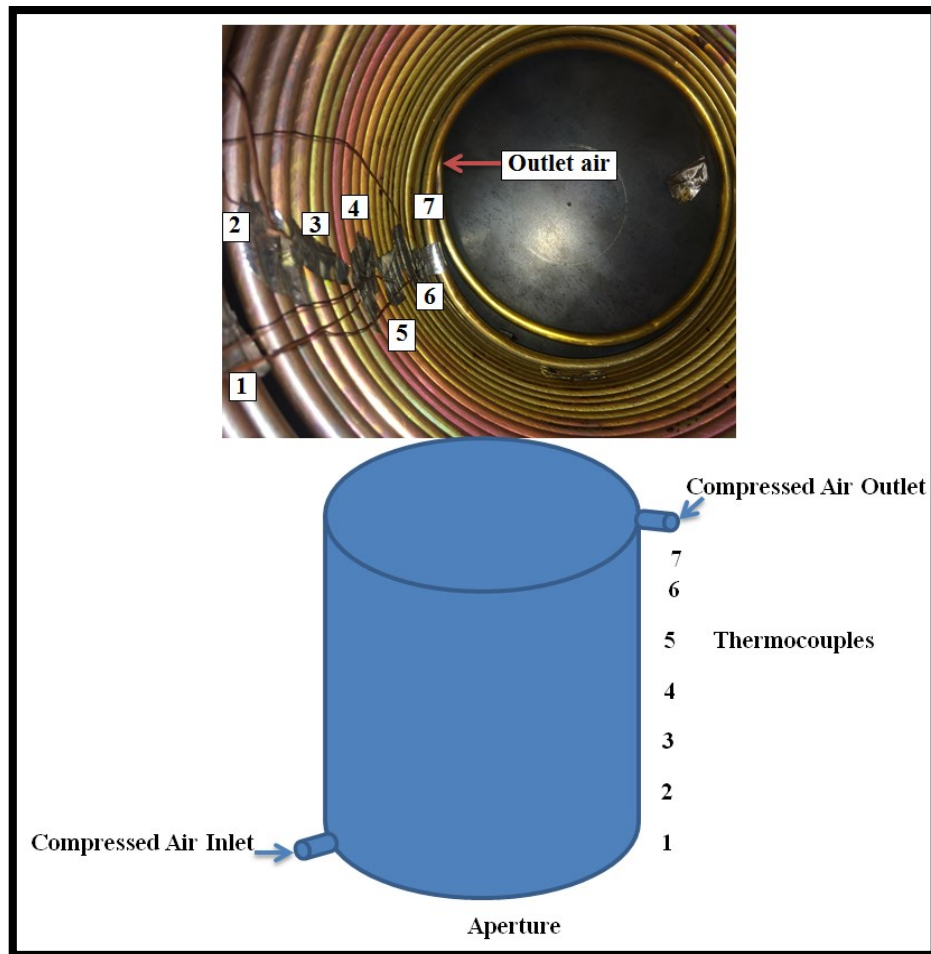 Outlet air
4
7
2
3
6
5
1
Compressed Air Outlet
7
6
5 Thermocouples
4
3
2
Compressed Air Inlet
1
Aperture